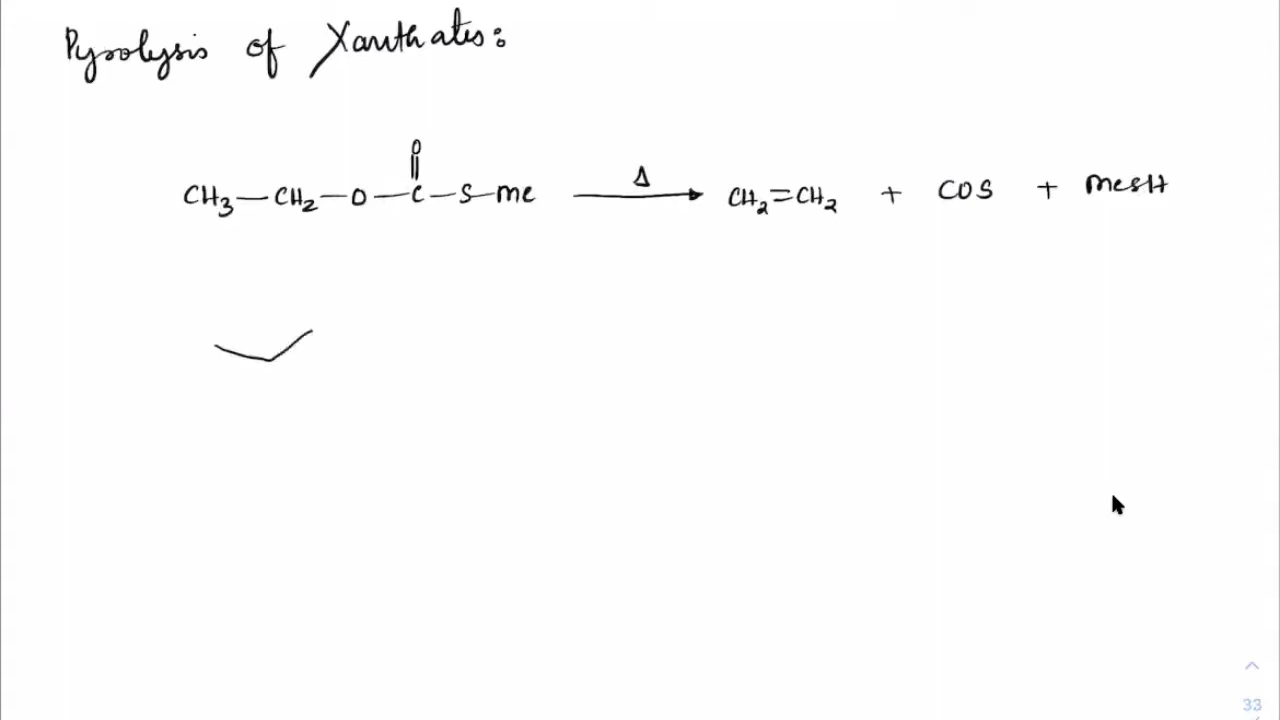 Pyrolysis of Xanthates:
O
CH3—CH2—O—C—S—Me Δ CH2=CH2 + COS + MeSH
33